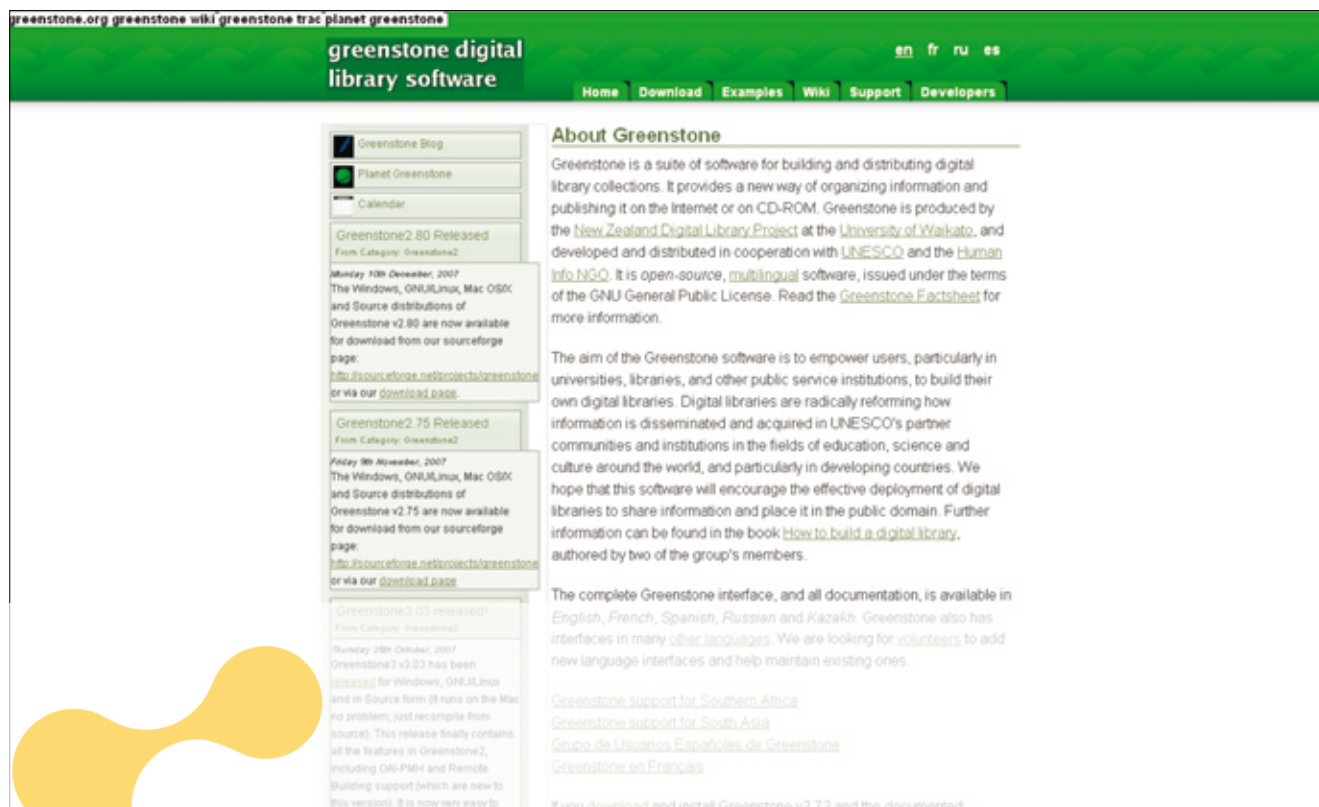 greenstone.org greenstone wiki greenstone trac planet greenstone
greenstone digital
library software
en fr ru es
Home Download Examples Wiki Support Developers
Greenstone Blog
Planet Greenstone
Calendar
Greenstone2.80 Released
From Category: Greenstone2
Monday 10th December, 2007
The Windows, GNU/Linux, Mac OS/X
and Source distributions of
Greenstone v2.80 are now available
for download from our sourceforge
page:
http://sourceforge.net/projects/greenstone
or via our download page.
Greenstone2.75 Released
From Category: Greenstone2
Friday 9th November, 2007
The Windows, GNU/Linux, Mac OS/X
and Source distributions of
Greenstone v2.75 are now available
for download from our sourceforge
page:
http://sourceforge.net/projects/greenstone
or via our download page
Greenstone3.03 released!
From Category: Greenstone2
Thursday 25th October, 2007
Greenstone3 v3.03 has been
released for Windows, GNU/Linux
and in Source form (it runs on the Mac
no problem; just recompile from
source). This release finally contains
all the features in Greenstone2,
including OAI-PMH and Remote
Building support (which are new to
this version). It is now very easy to
About Greenstone
Greenstone is a suite of software for building and distributing digital
library collections. It provides a new way of organizing information and
publishing it on the Internet or on CD-ROM. Greenstone is produced by
the New Zealand Digital Library Project at the University of Waikato, and
developed and distributed in cooperation with UNESCO and the Human
Info NGO. It is open-source, multilingual software, issued under the terms
of the GNU General Public License. Read the Greenstone Factsheet for
more information.
The aim of the Greenstone software is to empower users, particularly in
universities, libraries, and other public service institutions, to build their
own digital libraries. Digital libraries are radically reforming how
information is disseminated and acquired in UNESCO's partner
communities and institutions in the fields of education, science and
culture around the world, and particularly in developing countries. We
hope that this software will encourage the effective deployment of digital
libraries to share information and place it in the public domain. Further
information can be found in the book How to build a digital library,
authored by two of the group's members.
The complete Greenstone interface, and all documentation, is available in
English, French, Spanish, Russian and Kazakh. Greenstone also has
interfaces in many other languages. We are looking for volunteers to add
new language interfaces and help maintain existing ones.
Greenstone support for Southern Africa
Greenstone support for South Asia
Grupo de Usuarios Españoles de Greenstone
Greenstone en Français
If you download and install Greenstone v2.72 and the documented